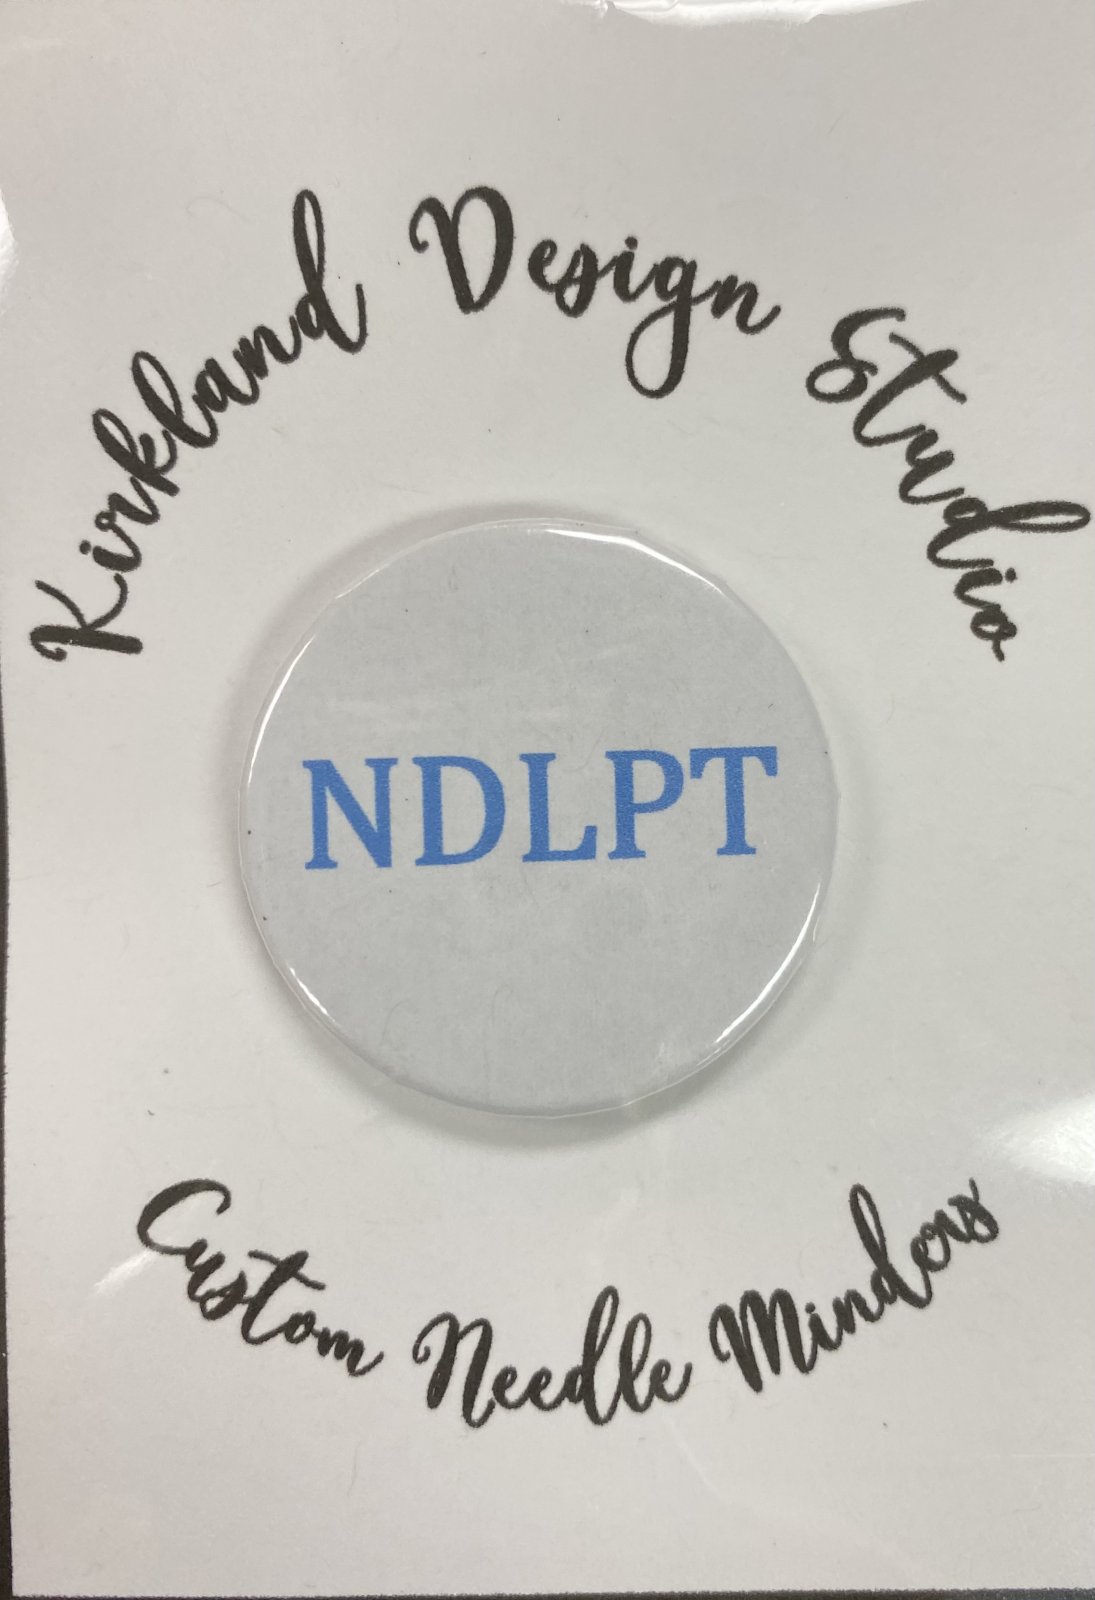 Kirkland Design Studio
NDLPT
Custom Needle Minders